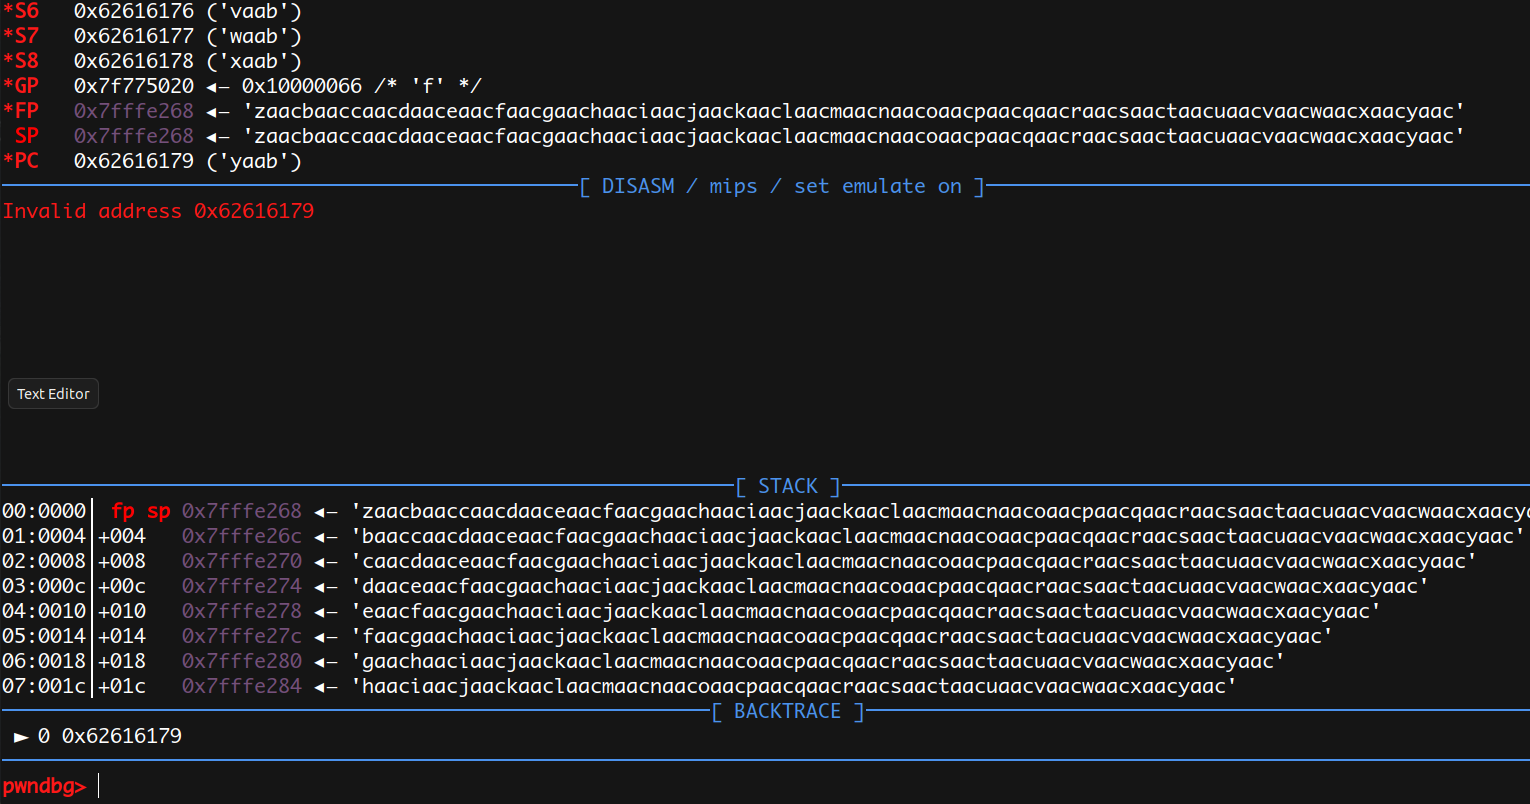 *S6 0x62616176 ('vaab')
*S7 0x62616177 ('waab')
*S8 0x62616178 ('xaab')
*GP 0x7f775020 ◂— 0x10000066 /* 'f' */
*FP 0x7fffe268 ◂— 'zaacbaaccaacdaaceaacfaacgaachaaciaacjaackaaclaacmaacnaacoaacpaacqaacraacsaactaacuaacvaacwaacxaacyaac'
SP 0x7fffe268 ◂— 'zaacbaaccaacdaaceaacfaacgaachaaciaacjaackaaclaacmaacnaacoaacpaacqaacraacsaactaacuaacvaacwaacxaacyaac'
*PC 0x62616179 ('yaab')
[ DISASM / mips / set emulate on ]
Invalid address 0x62616179
Text Editor
[ STACK ]
00:0000│ fp sp 0x7fffe268 ◂— 'zaacbaaccaacdaaceaacfaacgaachaaciaacjaackaaclaacmaacnaacoaacpaacqaacraacsaactaacuaacvaacwaacxaacya
01:0004│+004 0x7fffe26c ◂— 'baaccaacdaaceaacfaacgaachaaciaacjaackaaclaacmaacnaacoaacpaacqaacraacsaactaacuaacvaacwaacxaacyaac'
02:0008│+008 0x7fffe270 ◂— 'caacdaaceaacfaacgaachaaciaacjaackaaclaacmaacnaacoaacpaacqaacraacsaactaacuaacvaacwaacxaacyaac'
03:000c│+00c 0x7fffe274 ◂— 'daaceaacfaacgaachaaciaacjaackaaclaacmaacnaacoaacpaacqaacraacsaactaacuaacvaacwaacxaacyaac'
04:0010│+010 0x7fffe278 ◂— 'eaacfaacgaachaaciaacjaackaaclaacmaacnaacoaacpaacqaacraacsaactaacuaacvaacwaacxaacyaac'
05:0014│+014 0x7fffe27c ◂— 'faacgaachaaciaacjaackaaclaacmaacnaacoaacpaacqaacraacsaactaacuaacvaacwaacxaacyaac'
06:0018│+018 0x7fffe280 ◂— 'gaachaaciaacjaackaaclaacmaacnaacoaacpaacqaacraacsaactaacuaacvaacwaacxaacyaac'
07:001c│+01c 0x7fffe284 ◂— 'haaciaacjaackaaclaacmaacnaacoaacpaacqaacraacsaactaacuaacvaacwaacxaacyaac'
[ BACKTRACE ]
► 0 0x62616179
pwndbg>